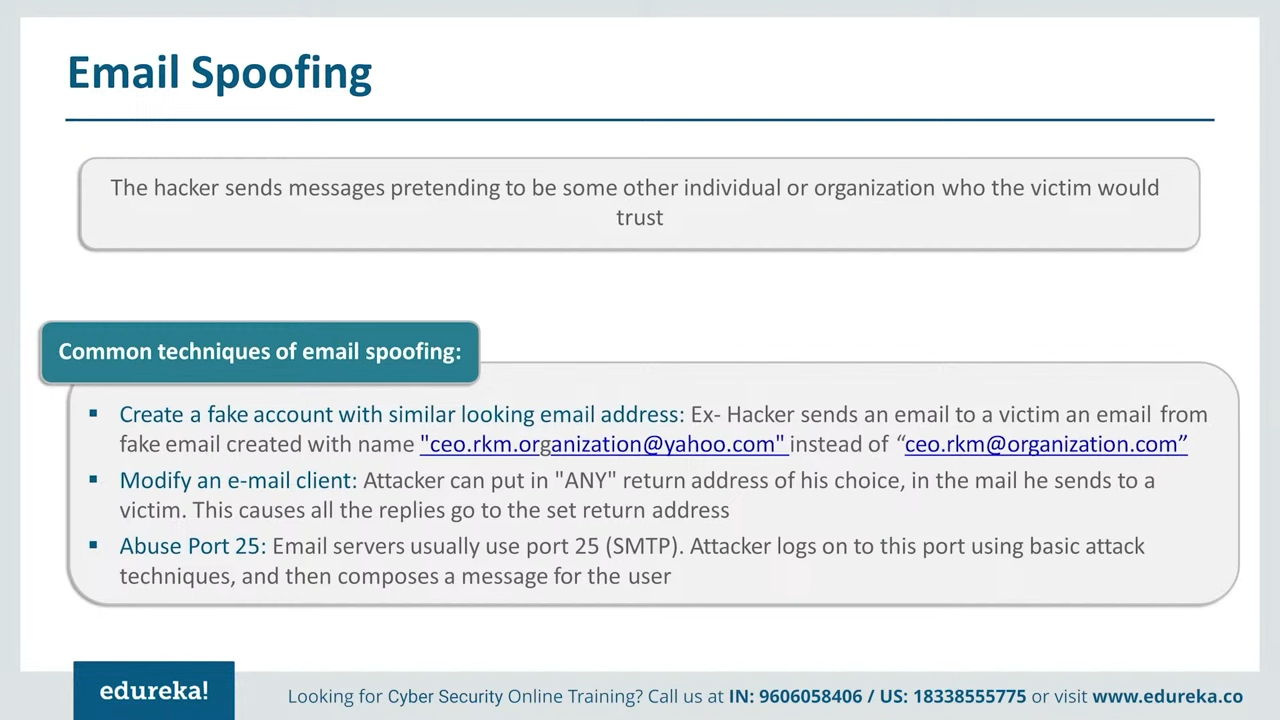 Email Spoofing
The hacker sends messages pretending to be some other individual or organization who the victim would
trust
Common techniques of email spoofing:
▪ Create a fake account with similar looking email address: Ex- Hacker sends an email to a victim an email from
fake email created with name "ceo.rkm.organization@yahoo.com" instead of “ceo.rkm@organization.com”
▪ Modify an e-mail client: Attacker can put in "ANY" return address of his choice, in the mail he sends to a
victim. This causes all the replies go to the set return address
▪ Abuse Port 25: Email servers usually use port 25 (SMTP). Attacker logs on to this port using basic attack
techniques, and then composes a message for the user
edureka!
Looking for Cyber Security Online Training? Call us at IN: 9606058406 / US: 18338555775 or visit www.edureka.co